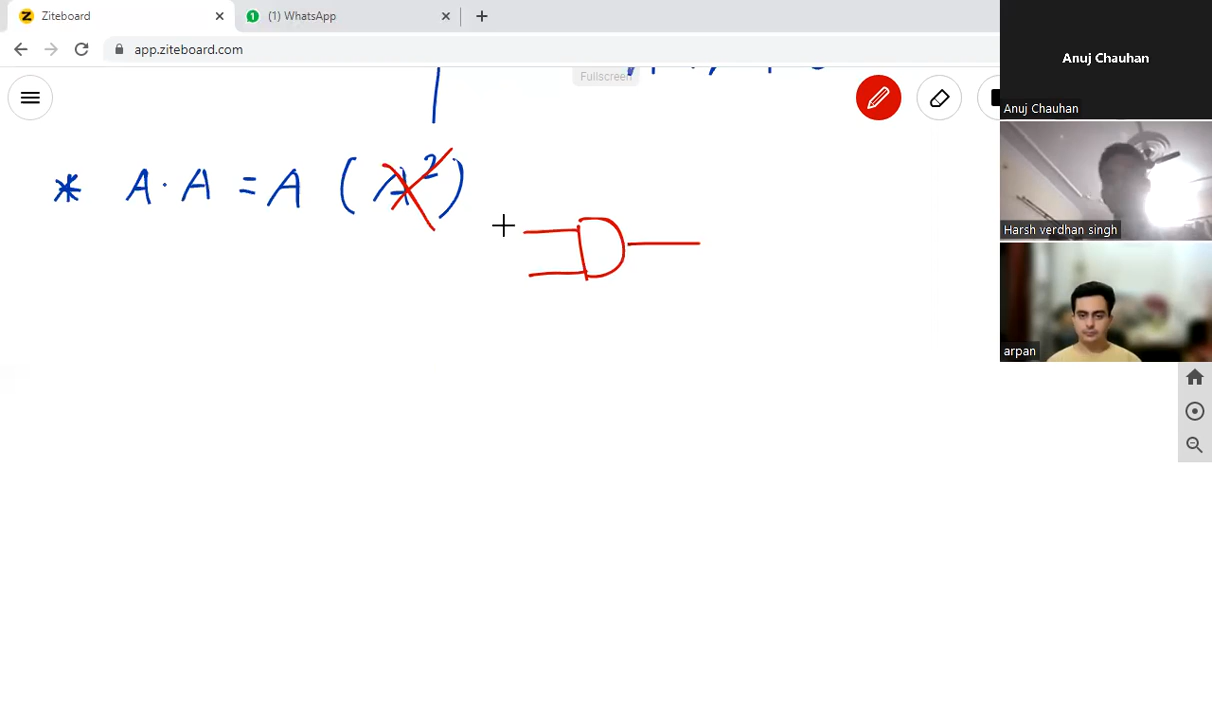 Ziteboard
(1) WhatsApp
app.ziteboard.com
Fullscreen
Anuj Chauhan
Anuj Chauhan
* A · A = A (A²)
Harsh verdhan singh
arpan